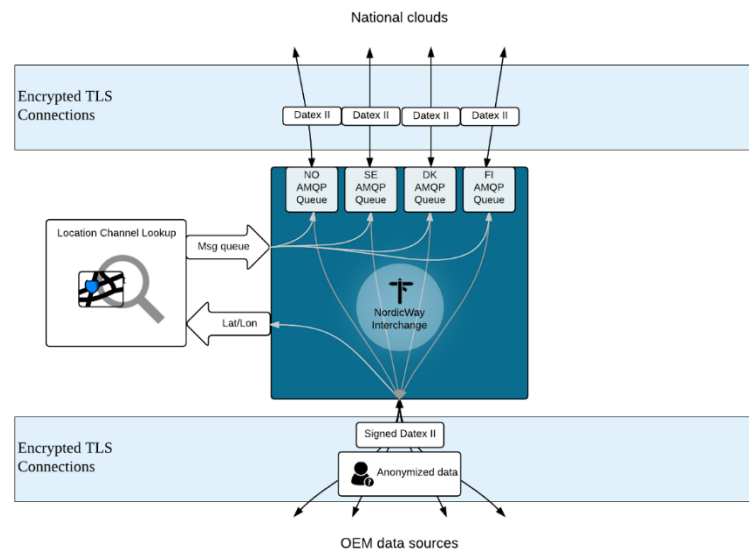 National clouds
Encrypted TLS
Connections
Datex II
Datex II
Datex II
Datex II
NO
AMQP
Queue
SE
AMQP
Queue
DK
AMQP
Queue
FI
AMQP
Queue
Location Channel Lookup
Msg queue
Lat/Lon
NordicWay
Interchange
Encrypted TLS
Connections
Signed Datex II
Anonymized data
OEM data sources